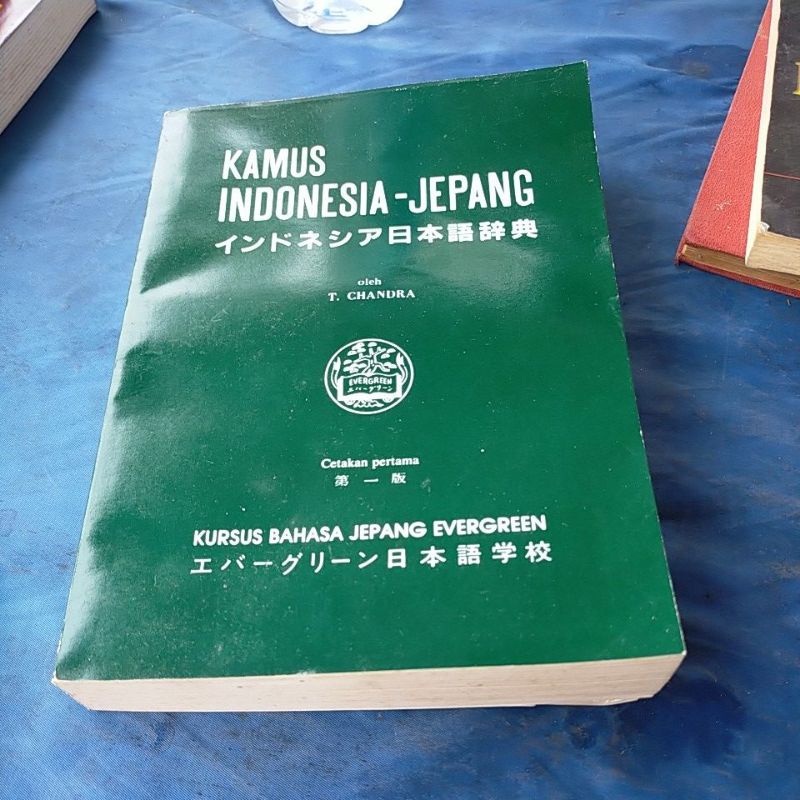 KAMUS
INDONESIA-JEPANG
インドネシア日本語辞典
oleh
T. CHANDRA
EVERGREEN
エバーグリーン
Cetakan pertama
第一版
KURSUS BAHASA JEPANG EVERGREEN
エバーグリーン日本語学校